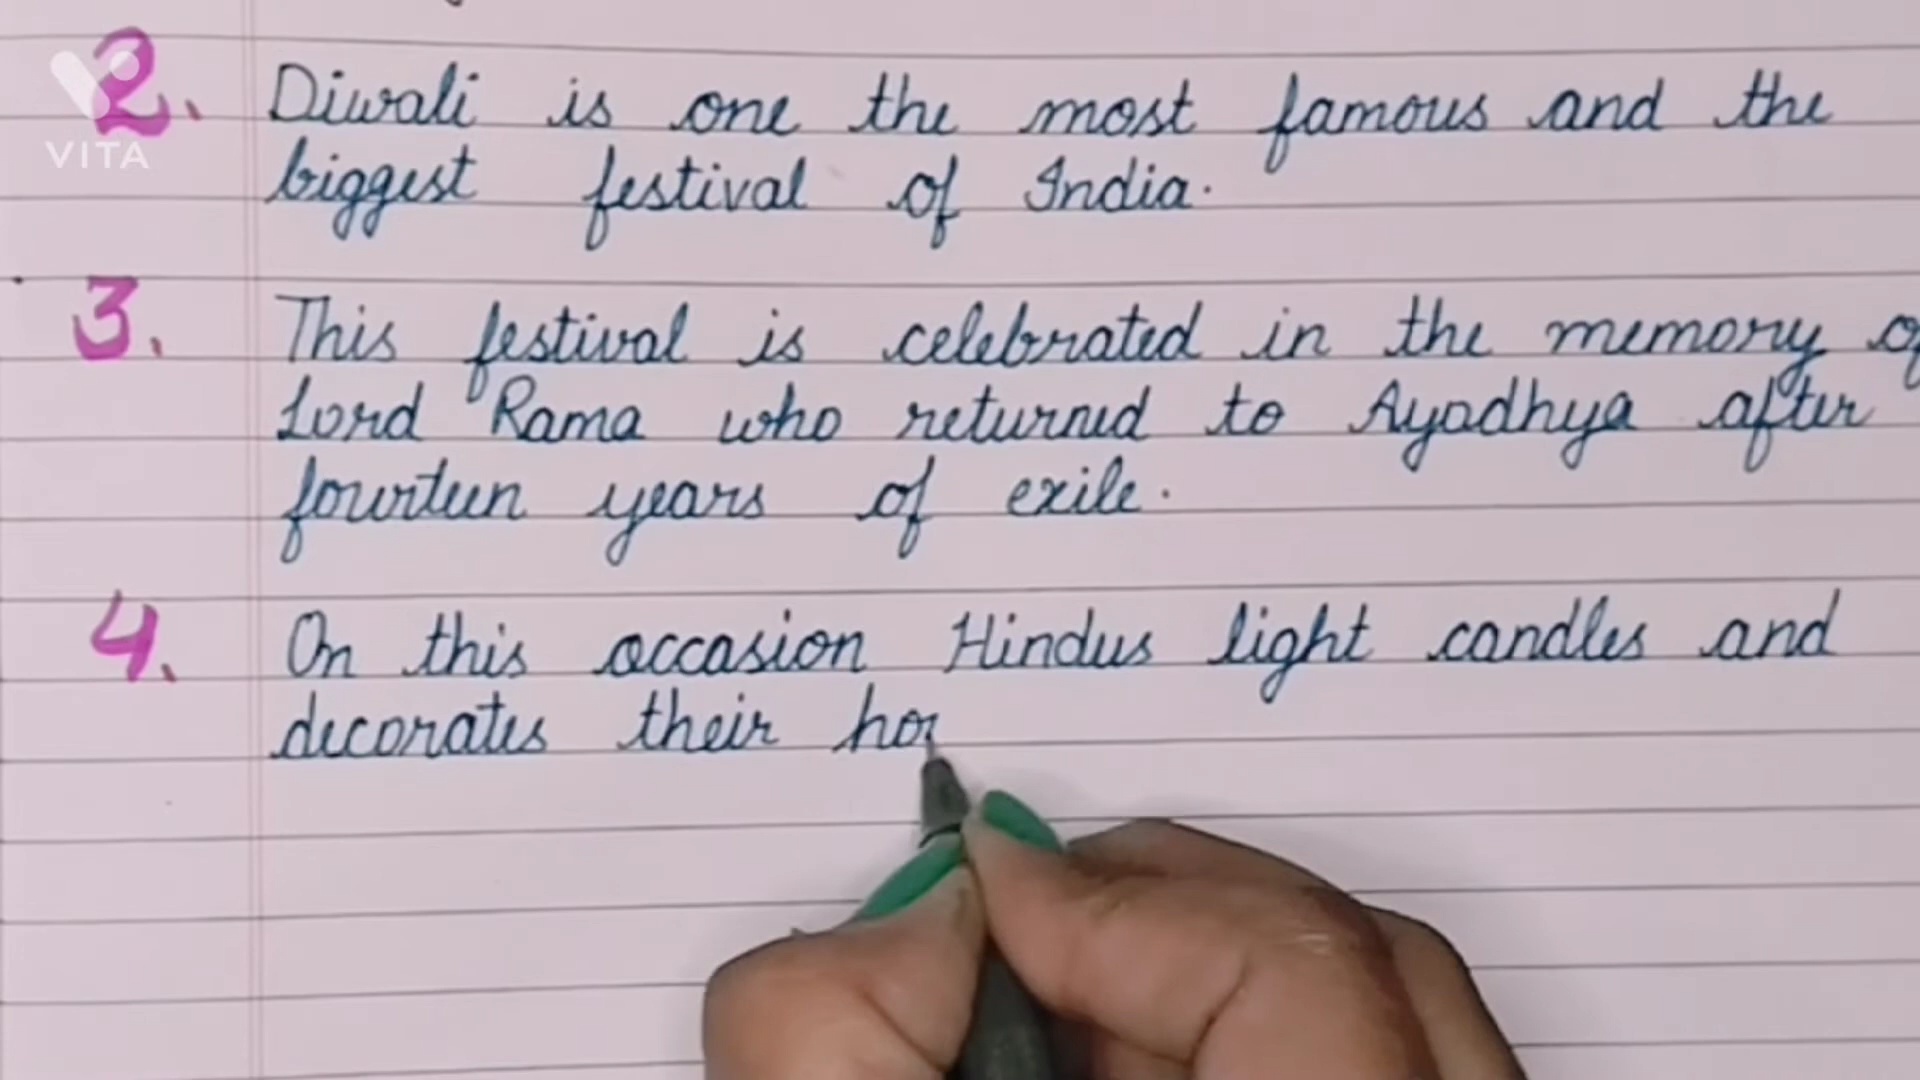 2. Diwali is one the most famous and the
biggest festival of India.
3. This festival is celebrated in the memory of
Lord Rama who returned to Ayodhya after
fourteen years of exile.
4. On this occasion Hindus light candles and
decorates their ho
VITA